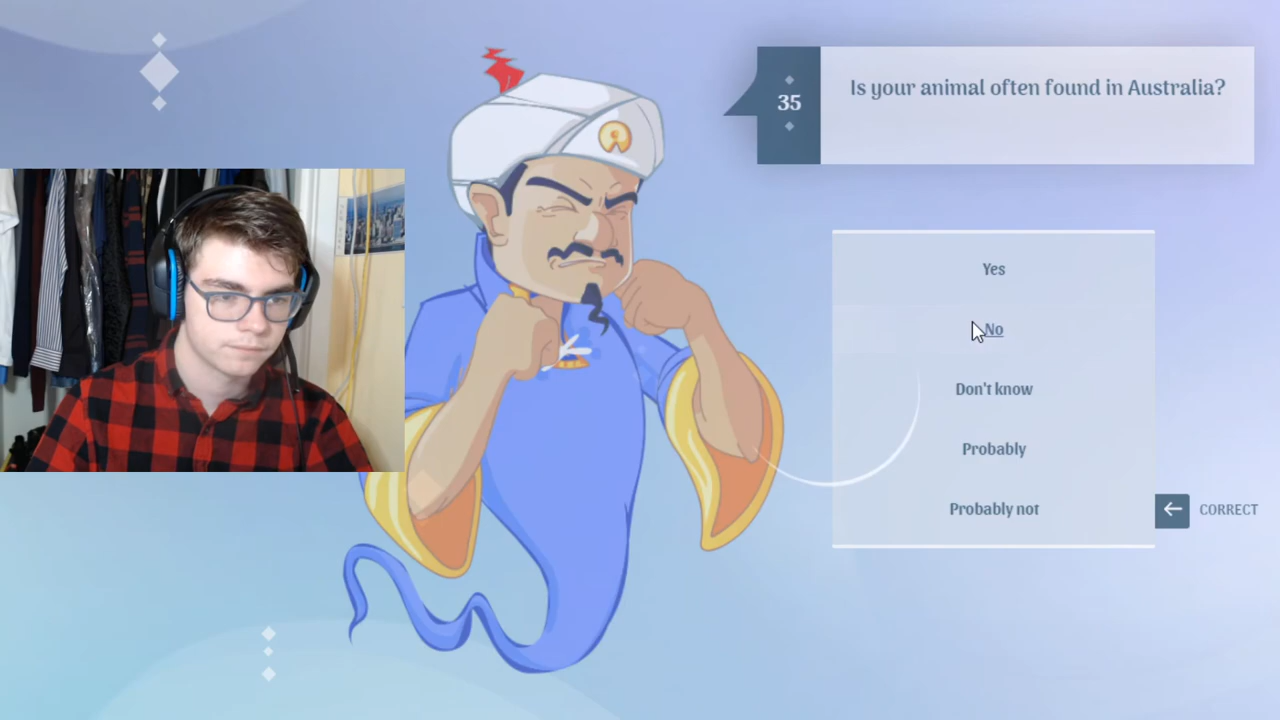 35
Is your animal often found in Australia?
Yes
No
Don't know
Probably
Probably not
CORRECT